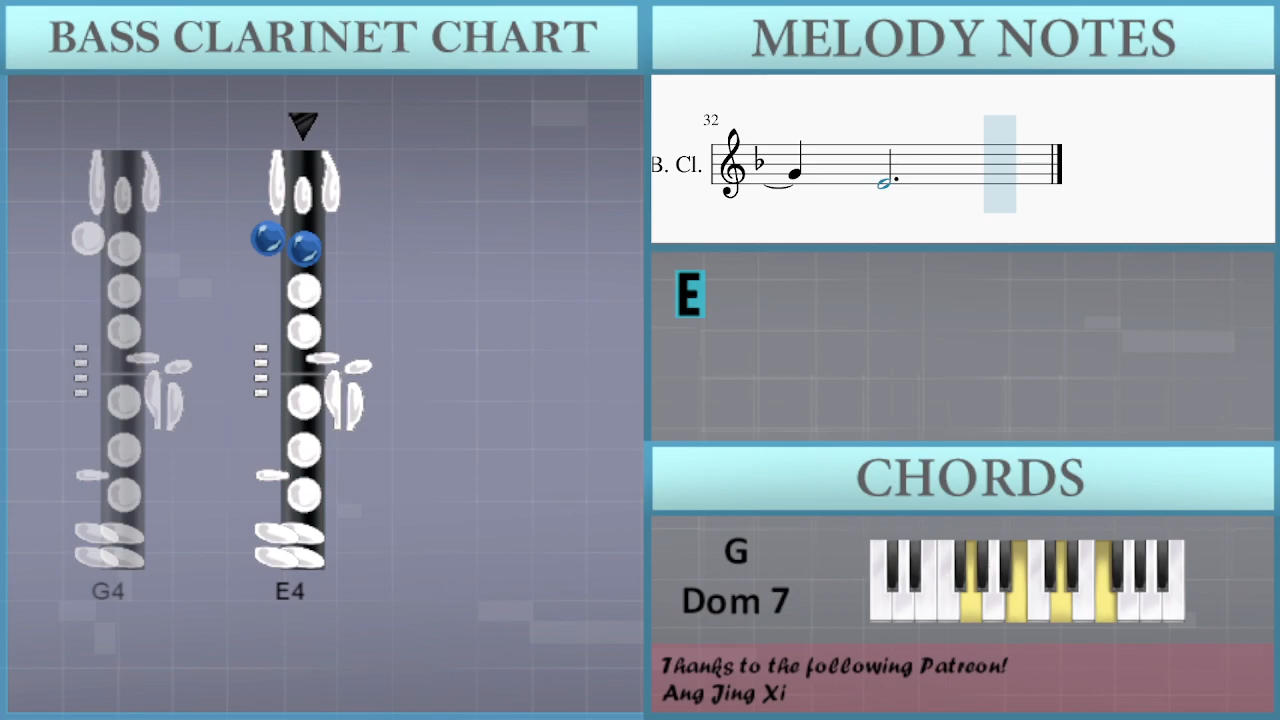 BASS CLARINET CHART
G4
E4
MELODY NOTES
32
B. Cl.
E
CHORDS
G
Dom 7
Thanks to the following Patreon!
Ang Jing Xi